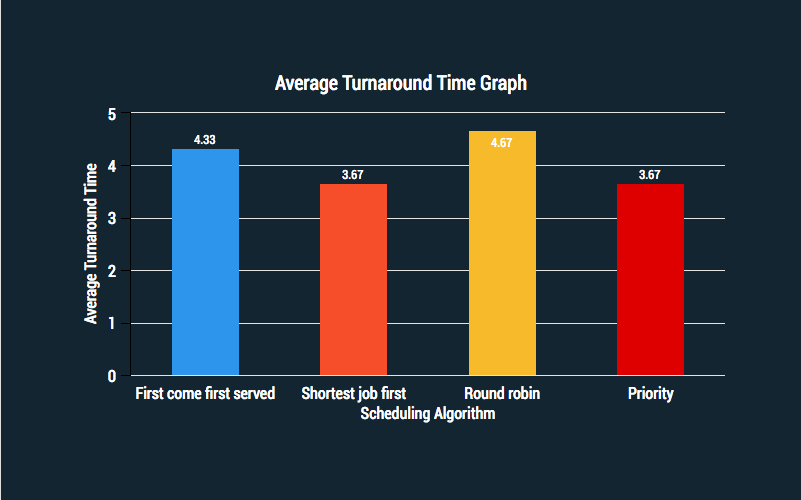 Average Turnaround Time Graph
Average Turnaround Time
5
4
3
2
1
0
4.33
3.67
4.67
3.67
First come first served
Shortest job first
Round robin
Priority
Scheduling Algorithm